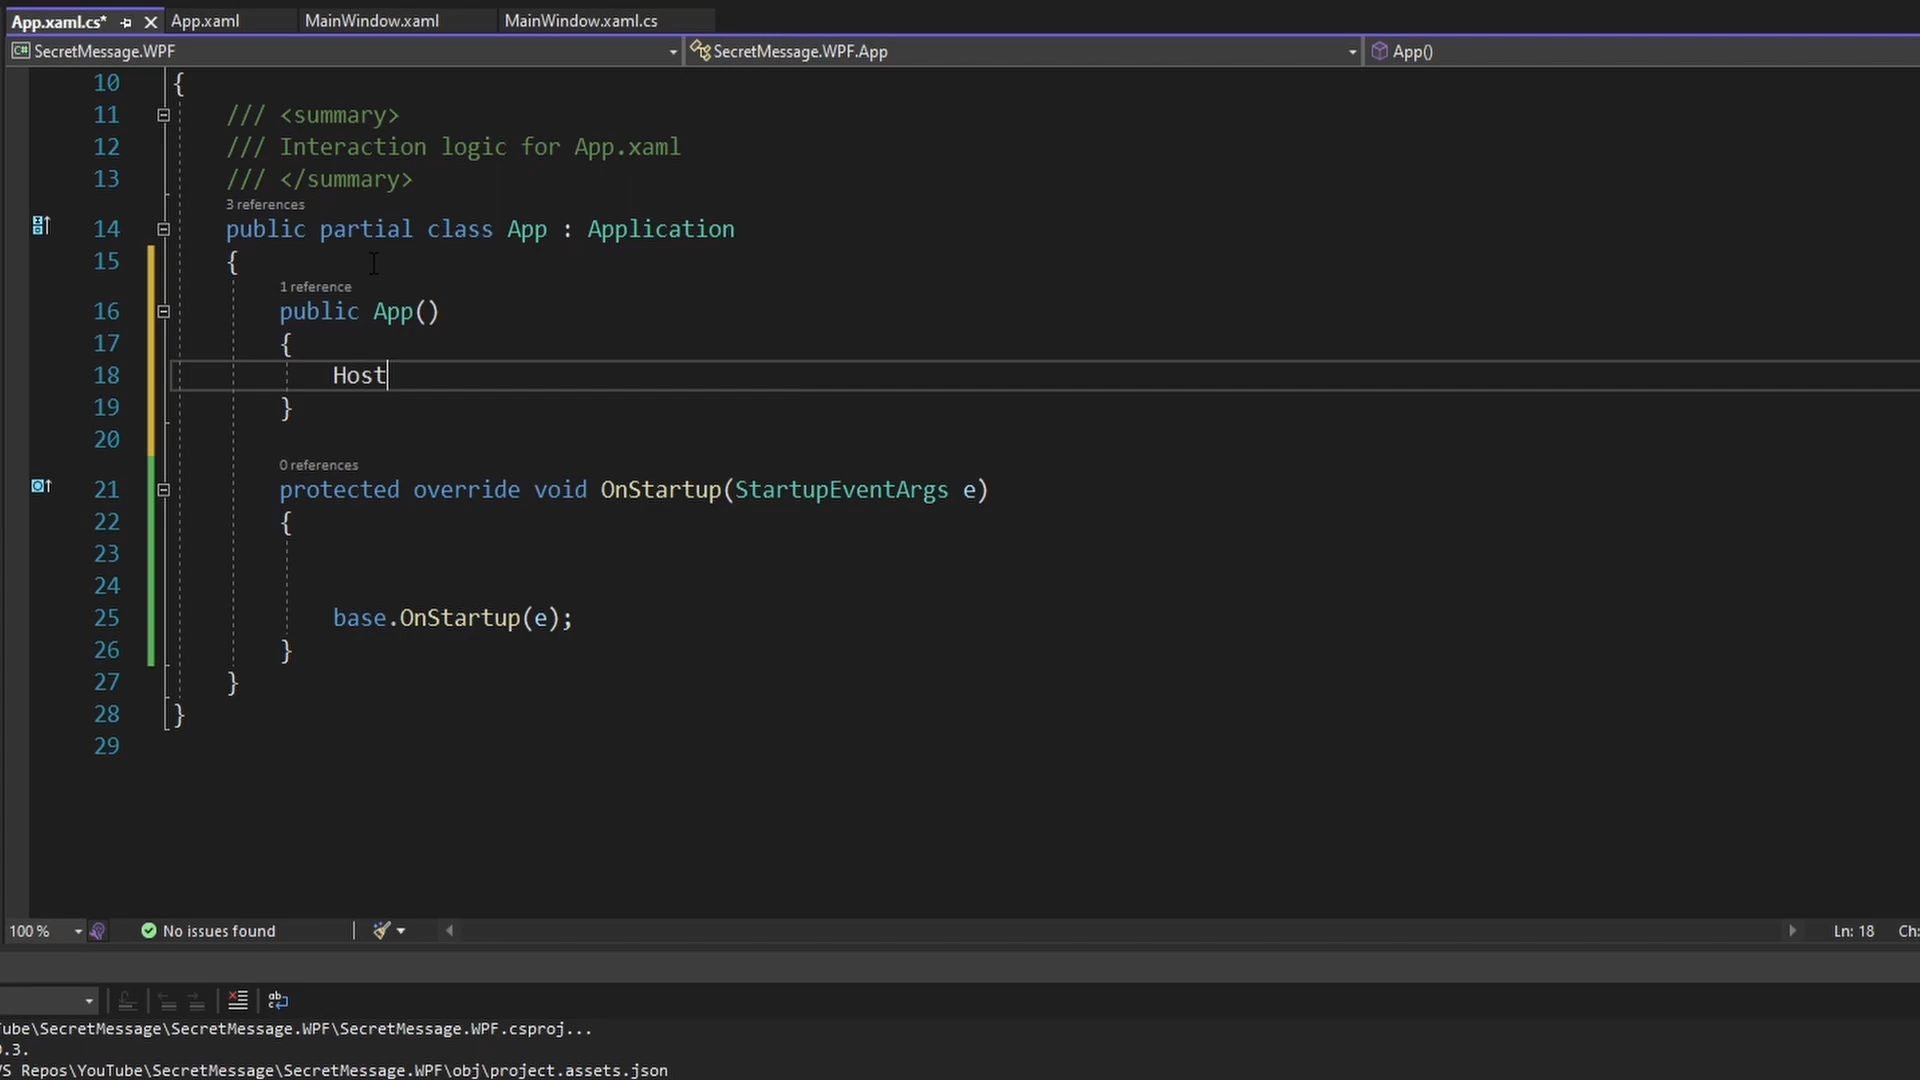 App.xaml.cs* App.xaml MainWindow.xaml MainWindow.xaml.cs
C# SecretMessage.WPF SecretMessage.WPF.App App()
10 {
11 /// <summary>
12 /// Interaction logic for App.xaml
13 /// </summary>
3 references
14 public partial class App : Application
15 {
1 reference
16 public App()
17 {
18 Host
19 }
20
0 references
21 protected override void OnStartup(StartupEventArgs e)
22 {
23
24
25 base.OnStartup(e);
26 }
27 }
28 }
29
100 % No issues found Ln: 18 Ch:
ube\SecretMessage\SecretMessage.WPF\SecretMessage.WPF.csproj...
.3.
S Repos\YouTube\SecretMessage\SecretMessage.WPF\obj\project.assets.json